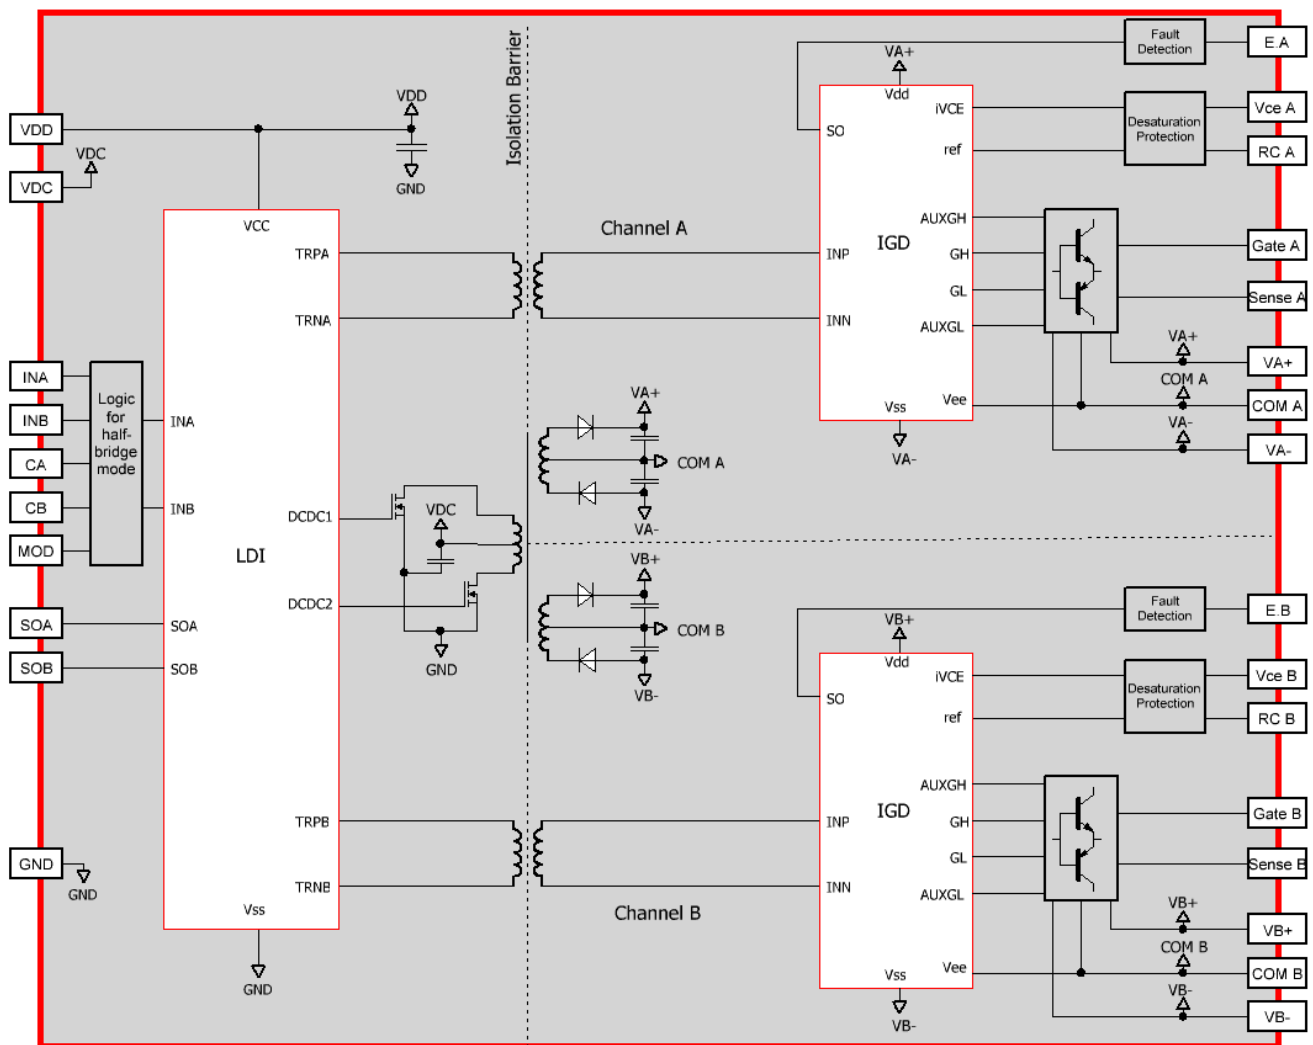 Isolation Barrier
Fault
Detection
E.A
VA+
Vdd
SO
iVCE
ref
Desaturation
Protection
Vce A
RC A
VDD
VDD
VDC
VDC
GND
VCC
TRPA
TRNA
Channel A
INP
INN
IGD
AUXGH
GH
GL
AUXGL
Gate A
Sense A
VA+
VA+
COM A
COM A
VA-
VA-
Vee
Vss
VA-
INA
INB
CA
CB
MOD
Logic
for
half-
bridge
mode
INA
INB
LDI
DCDC1
DCDC2
VDC
GND
VA+
COM A
VA-
VB+
COM B
VB-
SOA
SOB
SOA
SOB
Fault
Detection
E.B
VB+
Vdd
SO
iVCE
ref
Desaturation
Protection
Vce B
RC B
TRPB
TRNB
Channel B
INP
INN
IGD
AUXGH
GH
GL
AUXGL
Gate B
Sense B
VB+
VB+
COM B
COM B
VB-
VB-
Vee
Vss
VB-
GND
GND
Vss
GND